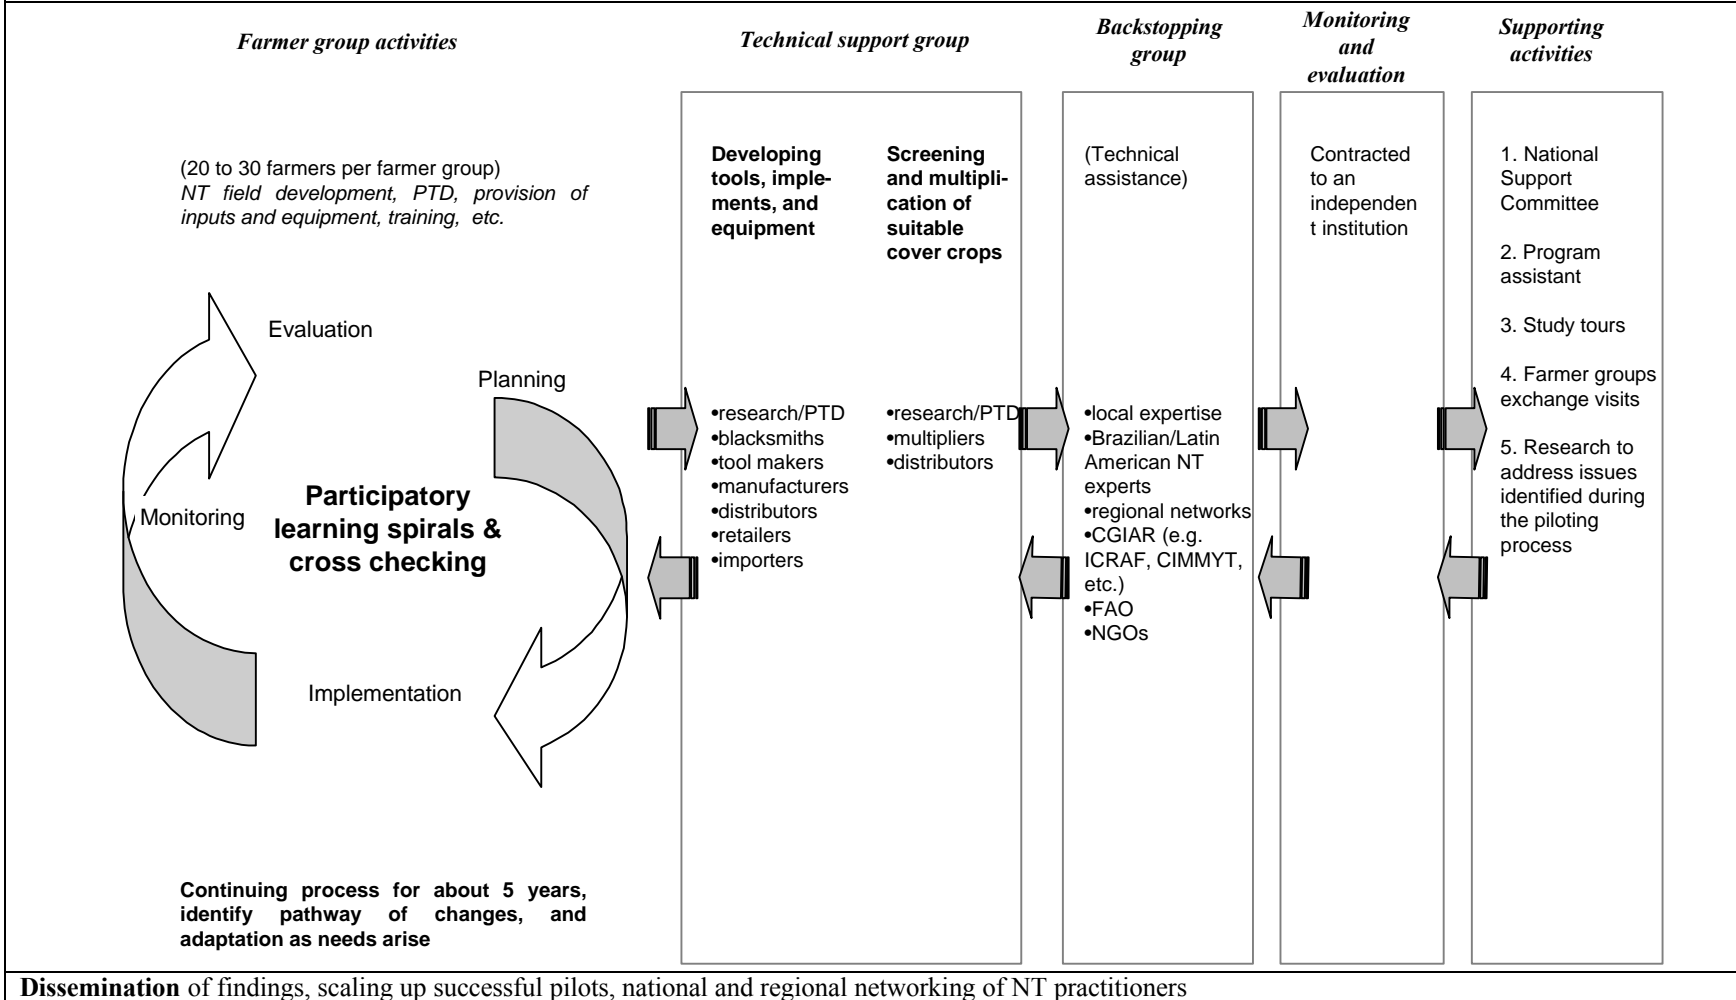 Farmer group activities
Technical support group
Backstopping
group
Monitoring
and
evaluation
Supporting
activities
(20 to 30 farmers per farmer group)
NT field development, PTD, provision of
inputs and equipment, training, etc.
Evaluation
Planning
Monitoring
Participatory
learning spirals &
cross checking
Implementation
Continuing process for about 5 years,
identify pathway of changes, and
adaptation as needs arise
Developing
tools, imple-
ments, and
equipment
•research/PTD
•blacksmiths
•tool makers
•manufacturers
•distributors
•retailers
•importers
Screening
and multipli-
cation of
suitable
cover crops
•research/PTD
•multipliers
•distributors
(Technical
assistance)
•local expertise
•Brazilian/Latin
American NT
experts
•regional networks
•CGIAR (e.g.
ICRAF, CIMMYT,
etc.)
•FAO
•NGOs
Contracted
to an
independen
t institution
1. National
Support
Committee
2. Program
assistant
3. Study tours
4. Farmer groups
exchange visits
5. Research to
address issues
identified during
the piloting
process
Dissemination of findings, scaling up successful pilots, national and regional networking of NT practitioners